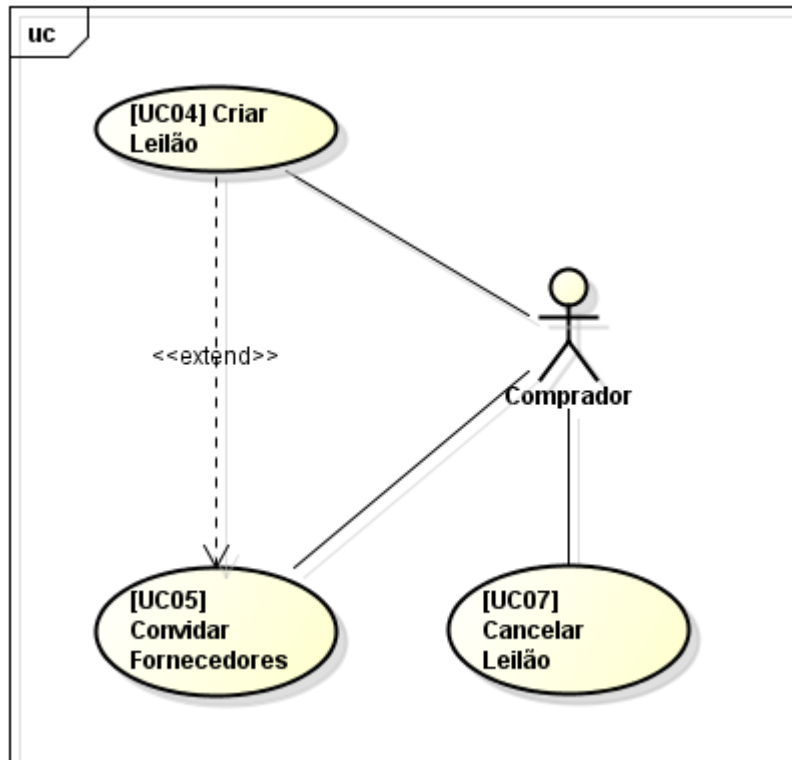 uc
[UC04] Criar
Leilão
<<extend>>
Comprador
[UC05]
Convidar
Fornecedores
[UC07]
Cancelar
Leilão